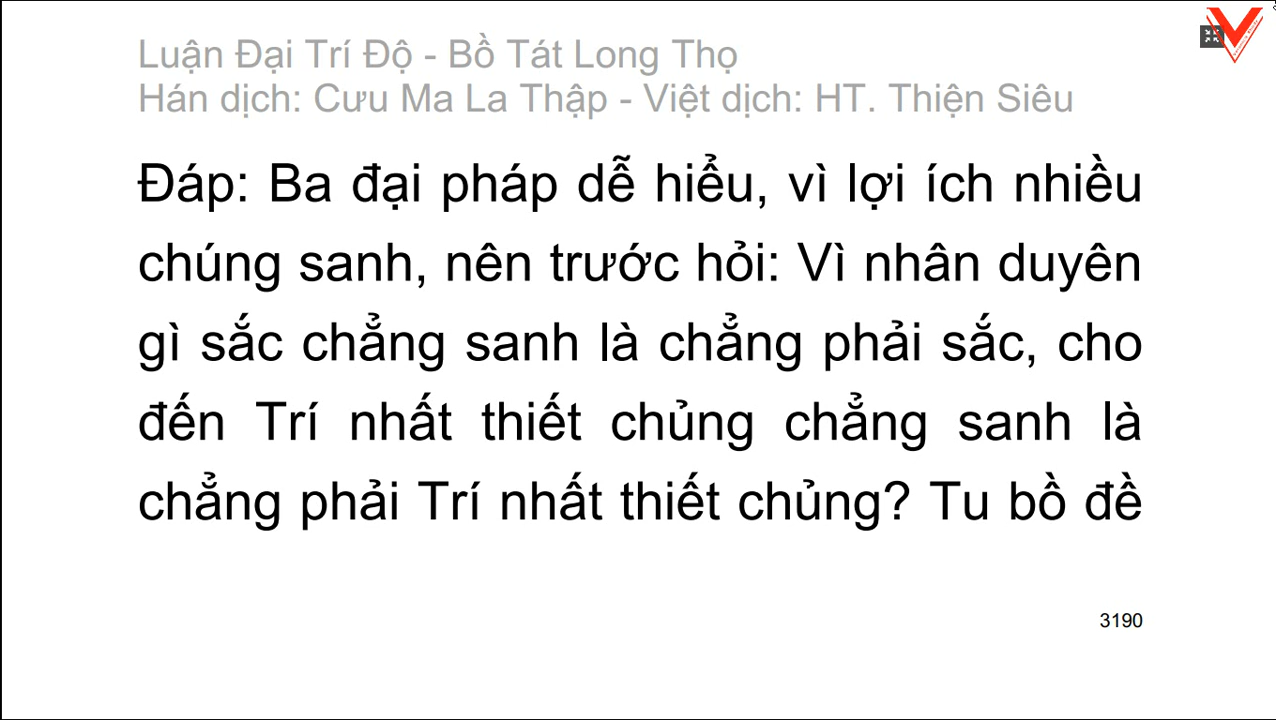 Luận Đại Trí Độ - Bồ Tát Long Thọ
Hán dịch: Cưu Ma La Thập - Việt dịch: HT. Thiện Siêu
Đáp: Ba đại pháp dễ hiểu, vì lợi ích nhiều
chúng sanh, nên trước hỏi: Vì nhân duyên
gì sắc chẳng sanh là chẳng phải sắc, cho
đến Trí nhất thiết chủng chẳng sanh là
chẳng phải Trí nhất thiết chủng? Tu bồ đề
3190